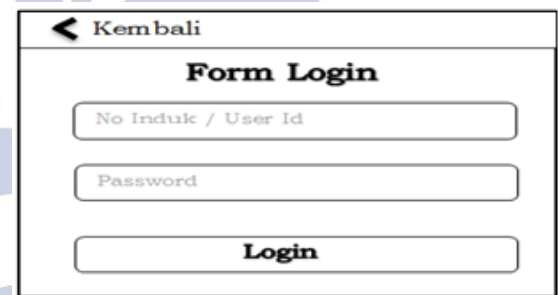 Kembali
Form Login
No Induk / User Id
Password
Login